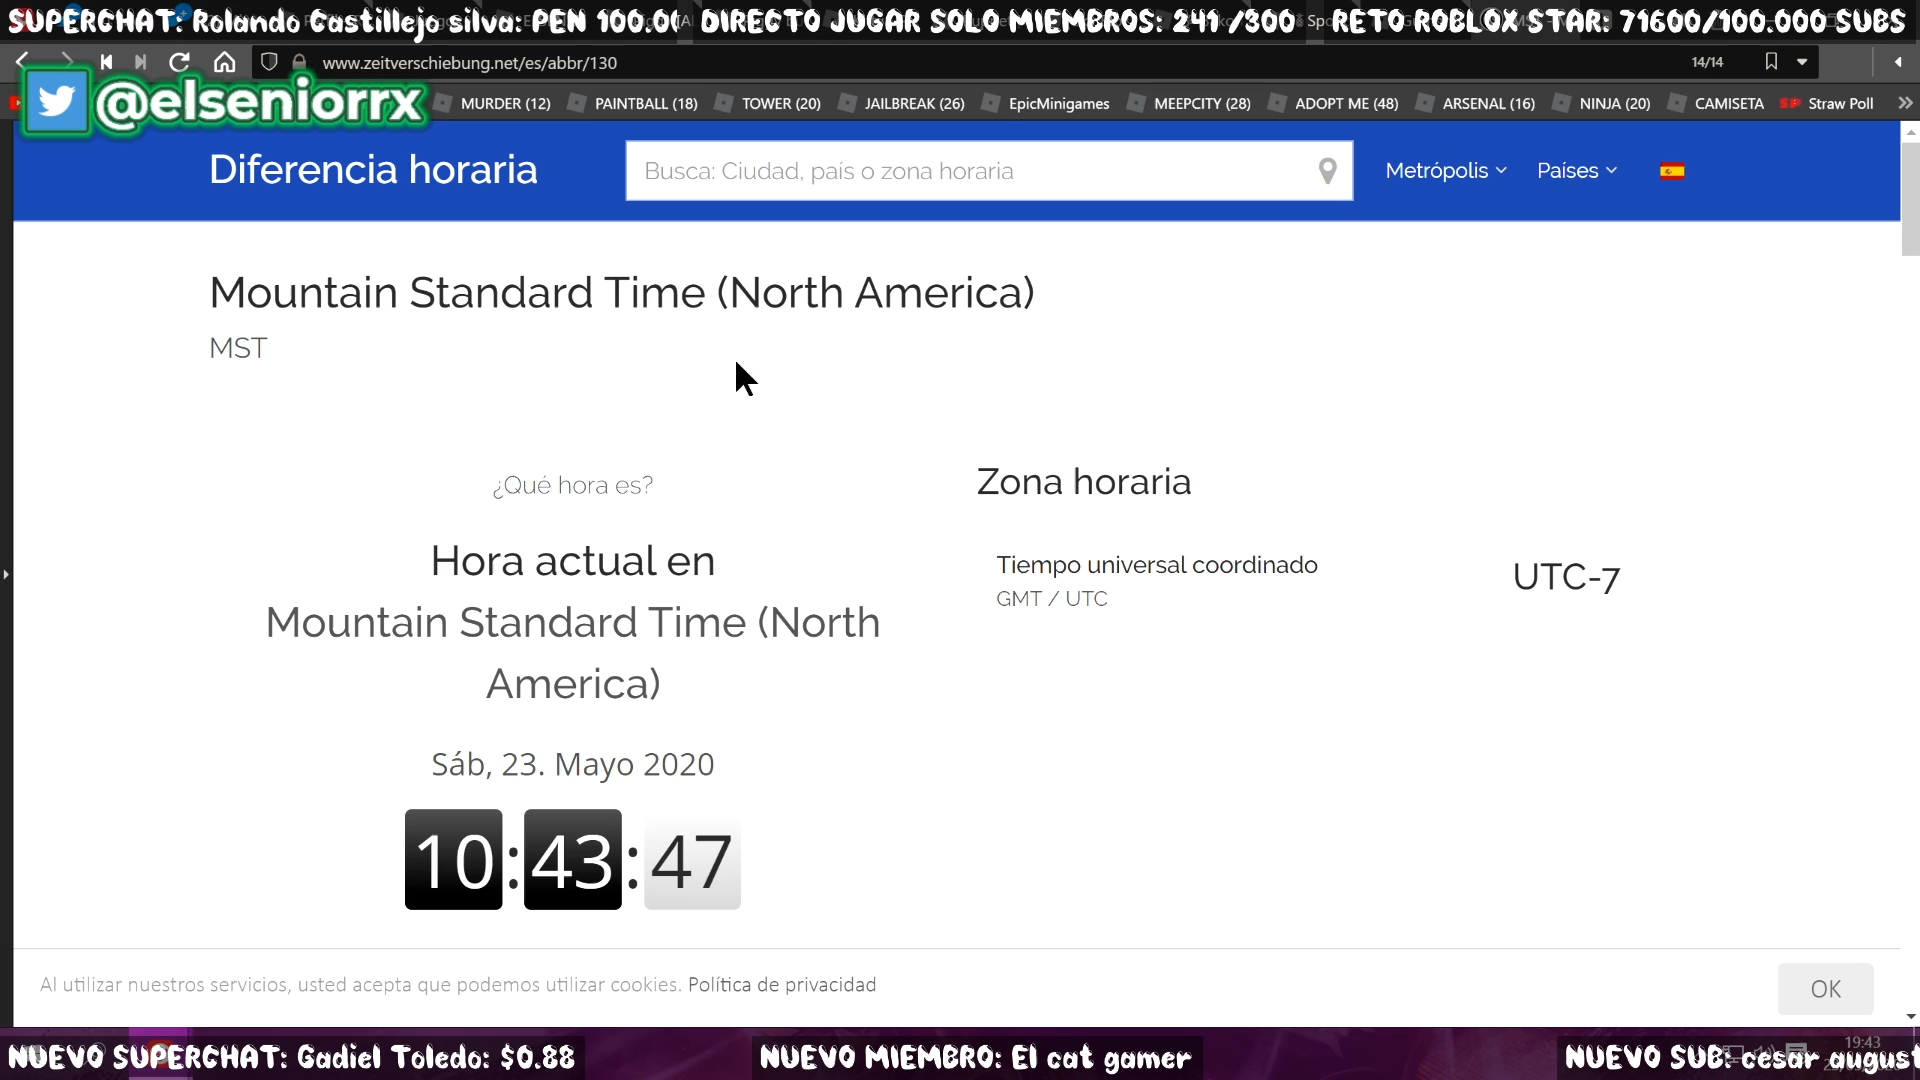 SUPERCHAT: Rolando Castillejo silva: PEN 100.00 DIRECTO JUGAR SOLO MIEMBROS: 241 /300 RETO ROBLOX STAR: 71600/100.000 SUBS
www.zeitverschiebung.net/es/abbr/130 14/14
@elseniorrx MURDER (12) PAINTBALL (18) TOWER (20) JAILBREAK (26) EpicMinigames MEEPCITY (28) ADOPT ME (48) ARSENAL (16) NINJA (20) CAMISETA Straw Poll
Diferencia horaria Busca: Ciudad, país o zona horaria Metrópolis Países
Mountain Standard Time (North America)
MST
¿Qué hora es?
Hora actual en
Mountain Standard Time (North
America)
Sáb, 23. Mayo 2020
10:43:47
Zona horaria
Tiempo universal coordinado
GMT / UTC
UTC-7
Al utilizar nuestros servicios, usted acepta que podemos utilizar cookies. Política de privacidad OK
19:43
NUEVO SUPERCHAT: Gadiel Toledo: $0.88 NUEVO MIEMBRO: El cat gamer NUEVO SUB: cesar august